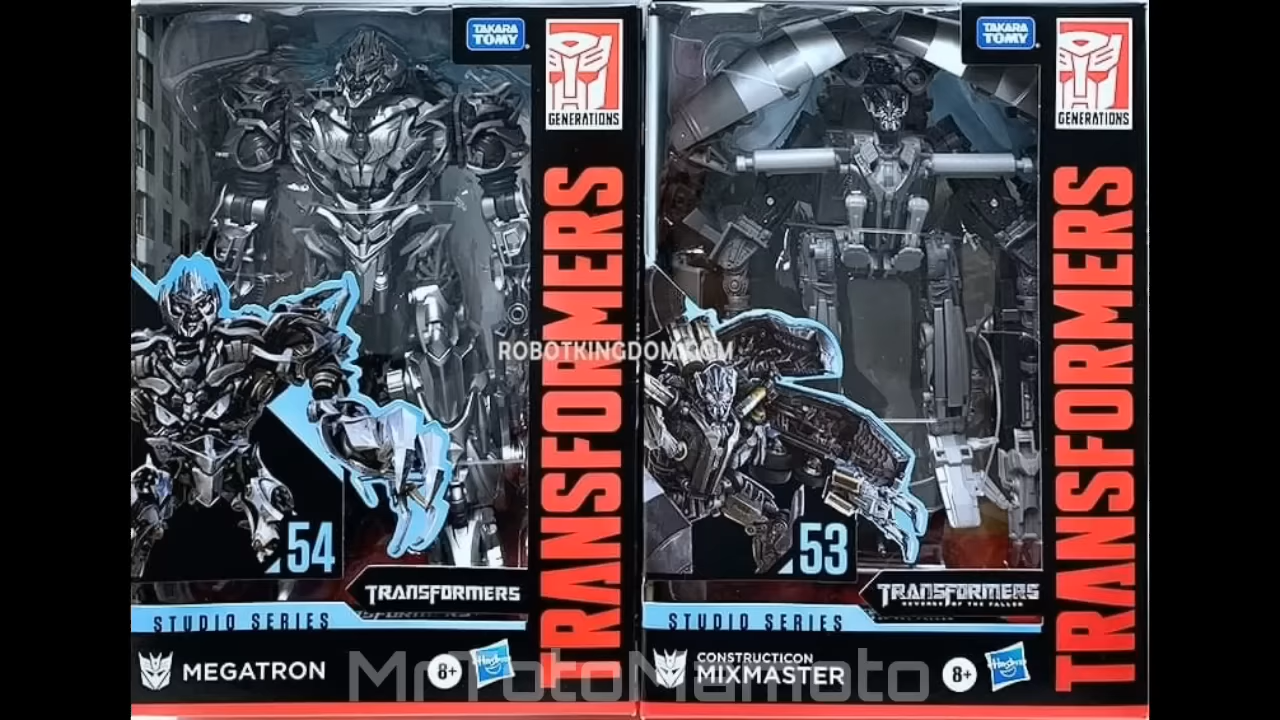 TAKARA
TOMY
GENERATIONS
TRANSFORMERS
54
TRANSFORMERS
STUDIO SERIES
MEGATRON
8+
Hasbro
TAKARA
TOMY
GENERATIONS
TRANSFORMERS
53
TRANSFORMERS
REVENGE OF THE FALLEN
STUDIO SERIES
CONSTRUCTICON
MIXMASTER
8+
Hasbro
ROBOTKINGDOM.COM
MrTotoMamoto